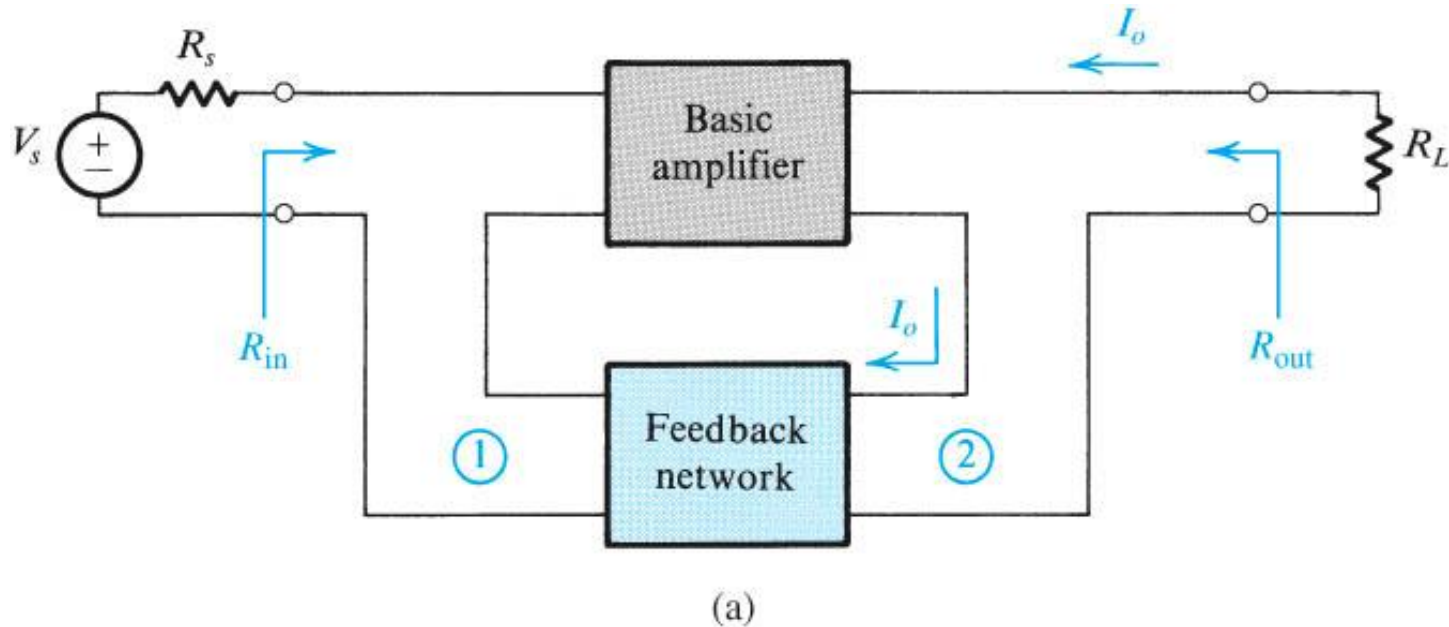 R_s
I_o
V_s
+
−
Basic
amplifier
R_L
R_in
I_o
R_out
1
Feedback
network
2
(a)